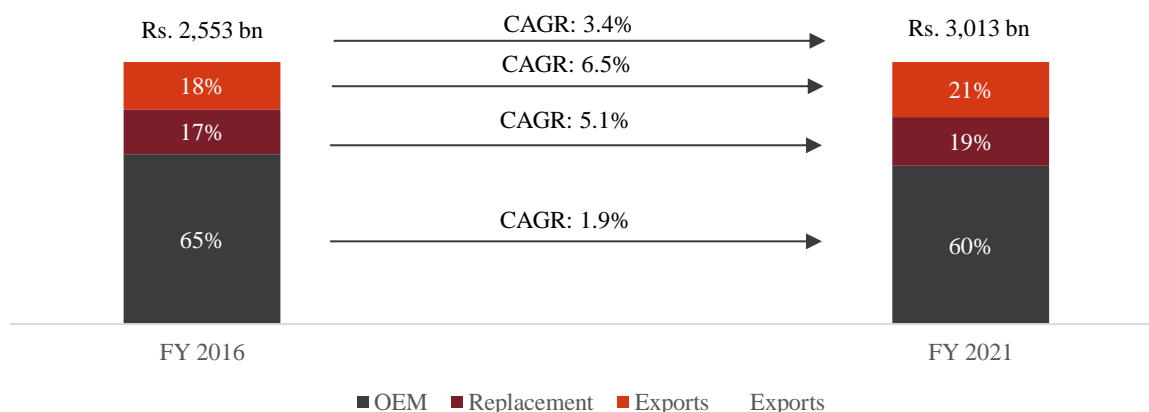 Rs. 2,553 bn
CAGR: 3.4%
Rs. 3,013 bn
18%
CAGR: 6.5%
21%
17%
CAGR: 5.1%
19%
65%
CAGR: 1.9%
60%
FY 2016
FY 2021
OEM Replacement Exports Exports